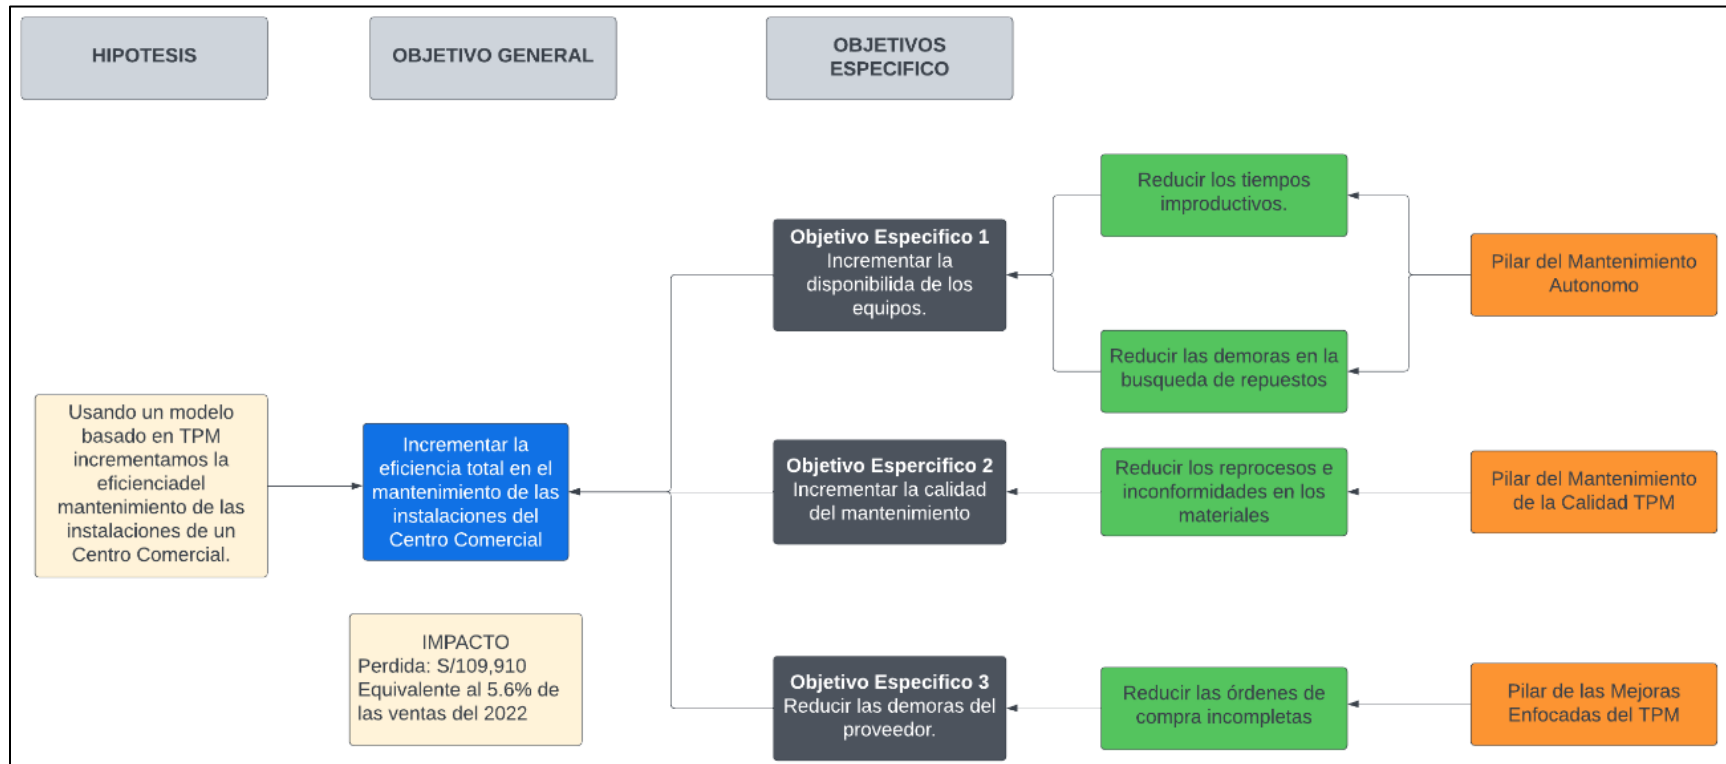 HIPOTESIS
OBJETIVO GENERAL
OBJETIVOS
ESPECIFICO
Usando un modelo
basado en TPM
incrementamos la
eficienciadel
mantenimiento de las
instalaciones de un
Centro Comercial.
Incrementar la
eficiencia total en el
mantenimiento de las
instalaciones del
Centro Comercial
IMPACTO
Perdida: S/109,910
Equivalente al 5.6% de
las ventas del 2022
Objetivo Especifico 1
Incrementar la
disponibilida de los
equipos.
Reducir los tiempos
improductivos.
Reducir las demoras en la
busqueda de repuestos
Pilar del Mantenimiento
Autonomo
Objetivo Espercifico 2
Incrementar la calidad
del mantenimiento
Reducir los reprocesos e
inconformidades en los
materiales
Pilar del Mantenimiento
de la Calidad TPM
Objetivo Especifico 3
Reducir las demoras del
proveedor.
Reducir las órdenes de
compra incompletas
Pilar de las Mejoras
Enfocadas del TPM